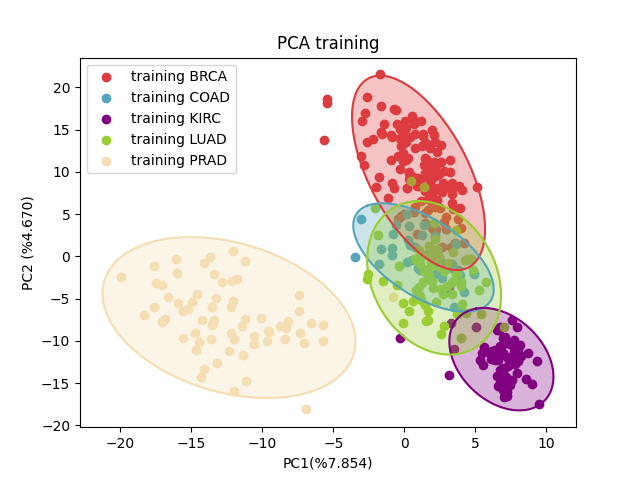 PCA training
training BRCA
training COAD
training KIRC
training LUAD
training PRAD
PC2 (%4.670)
20
15
10
5
0
−5
−10
−15
−20
−20 −15 −10 −5 0 5 10
PC1(%7.854)